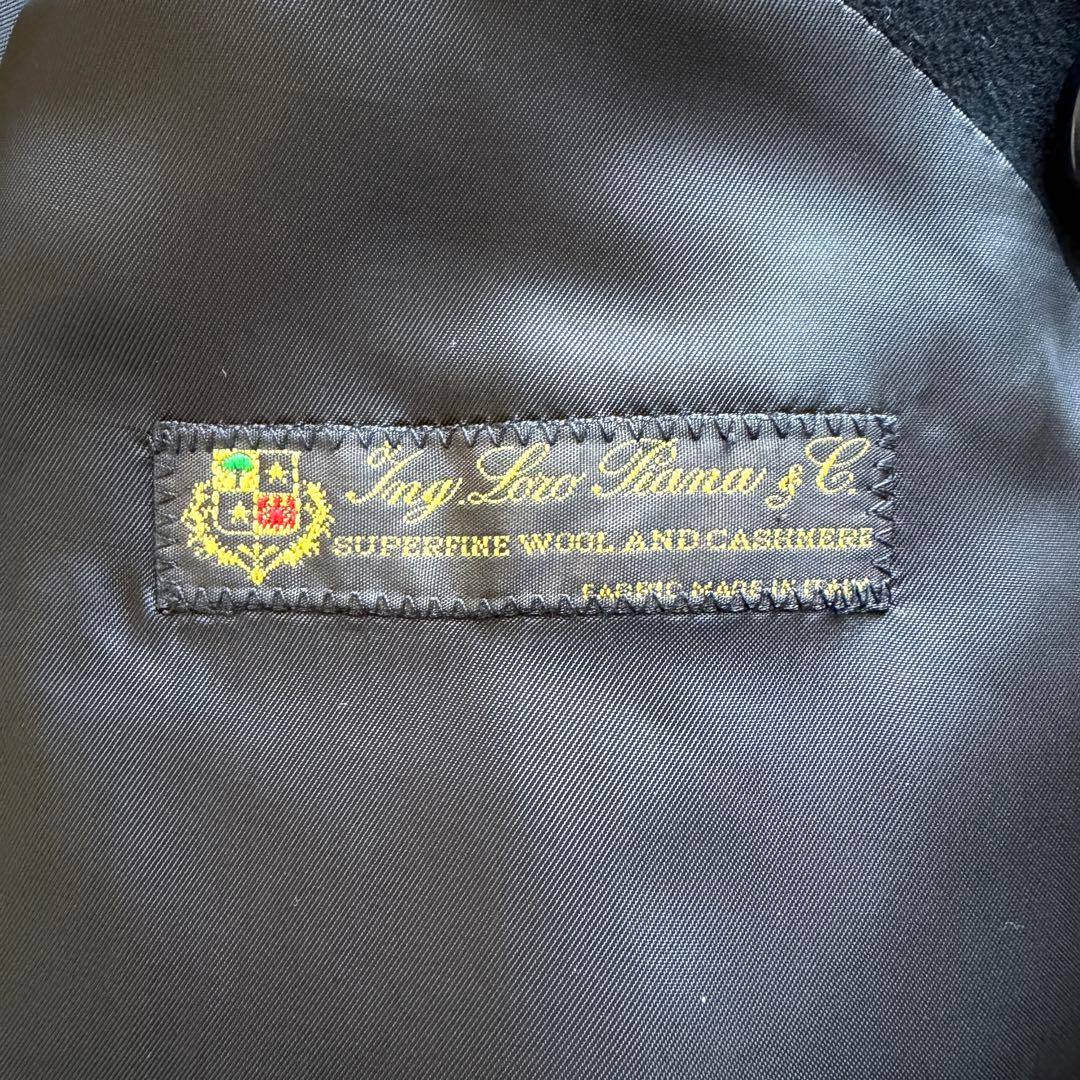 Ing Loro Piana & C.
SUPERFINE WOOL AND CASHMERE
FABRIC MADE IN ITALY